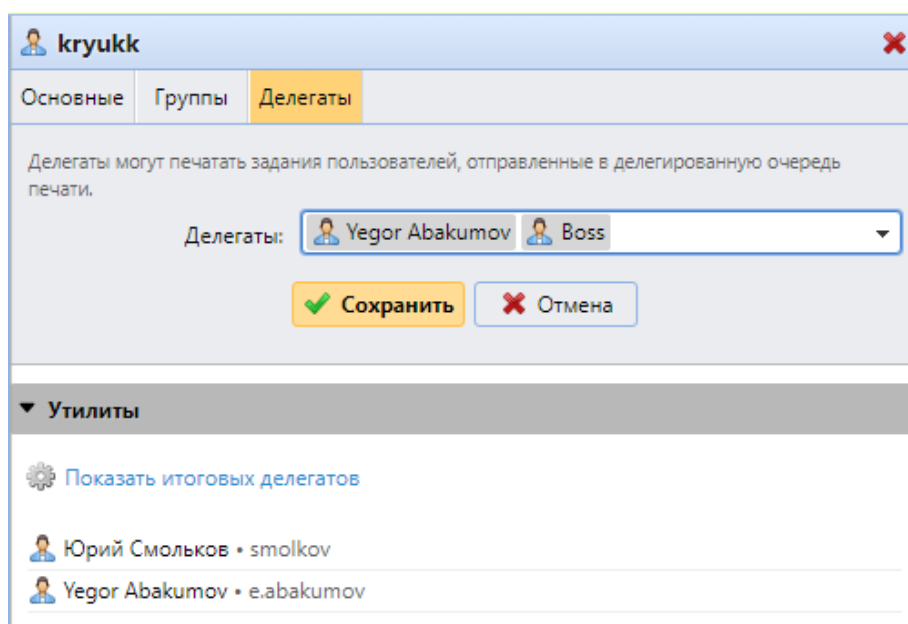 kryukk
Основные Группы Делегаты
Делегаты могут печатать задания пользователей, отправленные в делегированную очередь
печати.
Делегаты: Yegor Abakumov Boss
Сохранить Отмена
Утилиты
Показать итоговых делегатов
Юрий Смольков • smolkov
Yegor Abakumov • e.abakumov